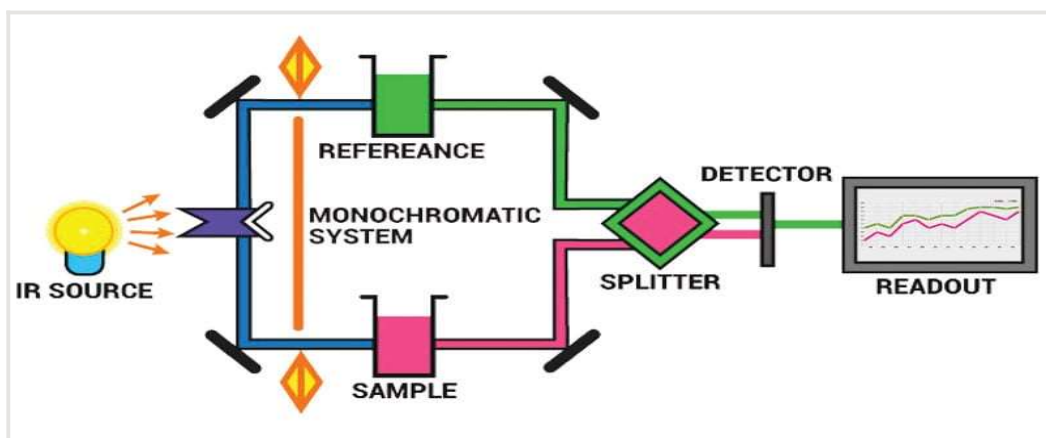 REFEREANCE
DETECTOR
MONOCHROMATIC
SYSTEM
IR SOURCE
SPLITTER
READOUT
SAMPLE